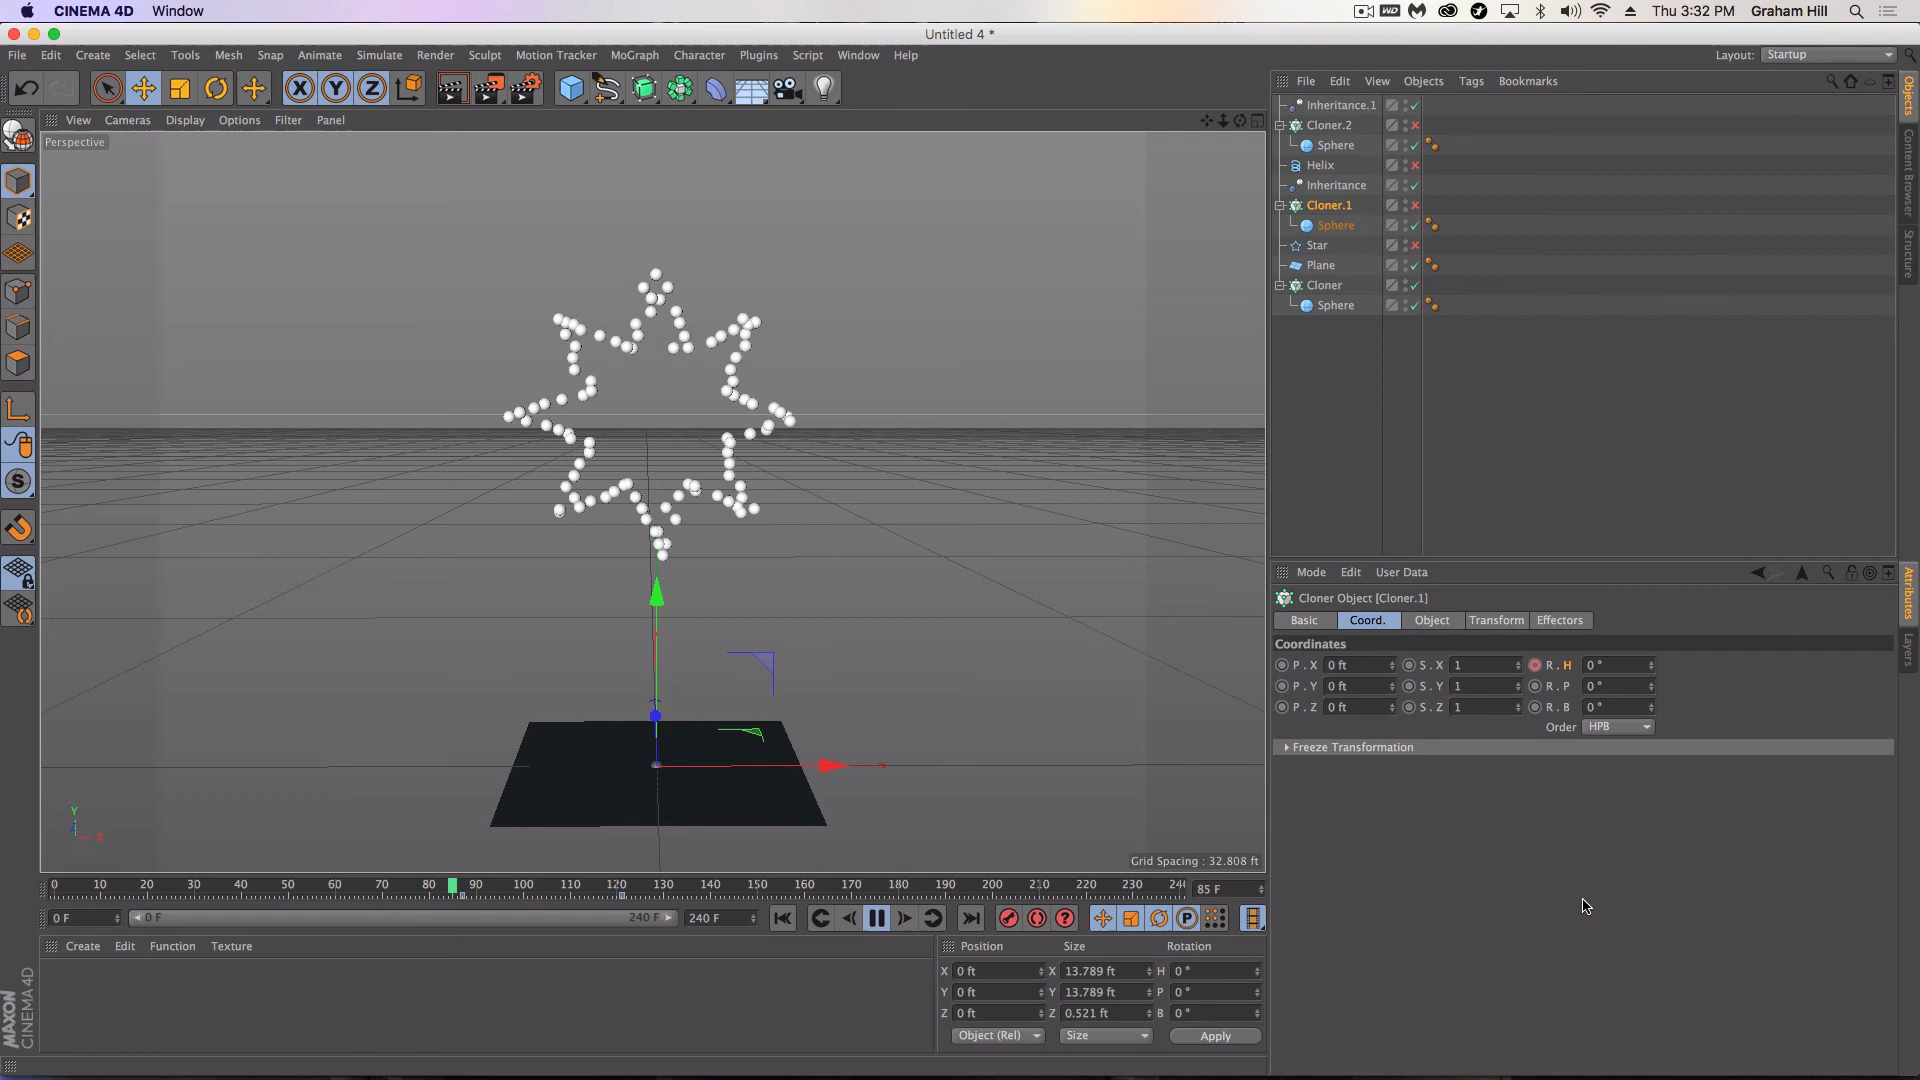 CINEMA 4D Window
Thu 3:32 PM Graham Hill
Untitled 4 *
File Edit Create Select Tools Mesh Snap Animate Simulate Render Sculpt Motion Tracker MoGraph Character Plugins Script Window Help
Layout: Startup
View Cameras Display Options Filter Panel
Perspective
Grid Spacing : 32.808 ft
Y
Z
X
File Edit View Objects Tags Bookmarks
Inheritance.1
Cloner.2
Sphere
Helix
Inheritance
Cloner.1
Sphere
Star
Plane
Cloner
Sphere
Objects
Content Browser
Structure
Mode Edit User Data
Cloner Object [Cloner.1]
Basic Coord. Object Transform Effectors
Coordinates
P . X 0 ft S . X 1 R . H 0 °
P . Y 0 ft S . Y 1 R . P 0 °
P . Z 0 ft S . Z 1 R . B 0 °
Order HPB
Freeze Transformation
Attributes
Layers
0 10 20 30 40 50 60 70 80 90 100 110 120 130 140 150 160 170 180 190 200 210 220 230 85 F
0 F 0 F 240 F 240 F
Create Edit Function Texture
Position Size Rotation
X 0 ft X 13.789 ft H 0 °
Y 0 ft Y 13.789 ft P 0 °
Z 0 ft Z 0.521 ft B 0 °
Object (Rel) Size Apply
MAXON
CINEMA 4D